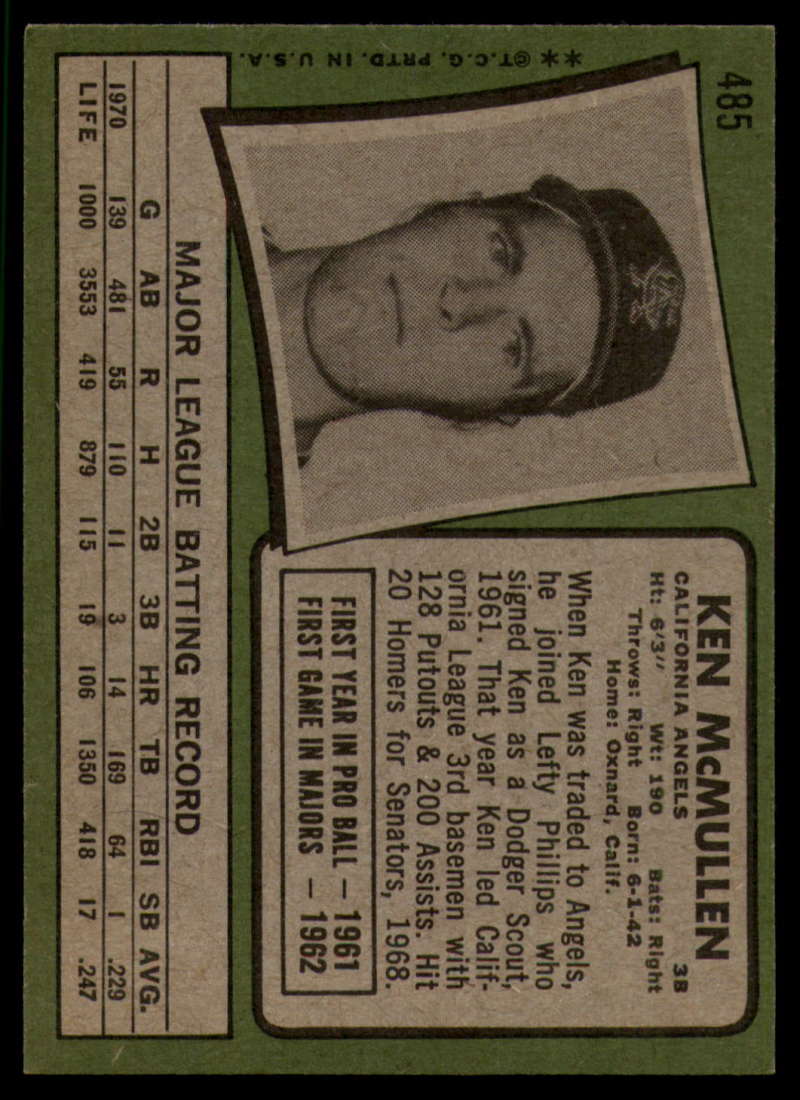 485
KEN McMULLEN
CALIFORNIA ANGELS 3B
Ht: 6'3" Wt: 190 Bats: Right
Throws: Right Born: 6-1-42
Home: Oxnard, Calif.
When Ken was traded to Angels,
he joined Lefty Phillips who
signed Ken as a Dodger Scout,
1961. That year Ken led Calif-
ornia League 3rd basemen with
128 Putouts & 200 Assists. Hit
20 Homers for Senators, 1968.
FIRST YEAR IN PRO BALL — 1961
FIRST GAME IN MAJORS — 1962
MAJOR LEAGUE BATTING RECORD
G AB R H 2B 3B HR TB RBI SB AVG.
1970 139 481 55 110 11 3 14 169 64 1 .229
LIFE 1000 3553 419 879 115 19 106 1350 418 17 .247
**©T.C.G. PRTD. IN U.S.A.